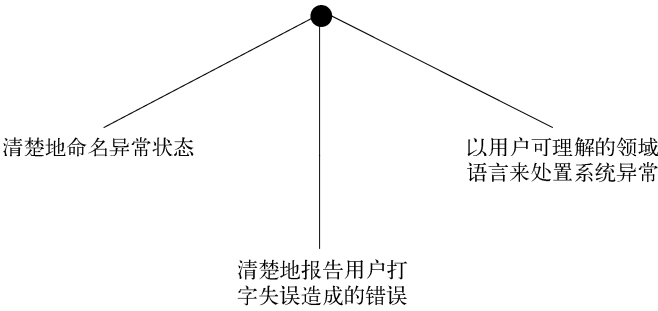 清楚地命名异常状态
以用户可理解的领域
语言来处置系统异常
清楚地报告用户打
字失误造成的错误